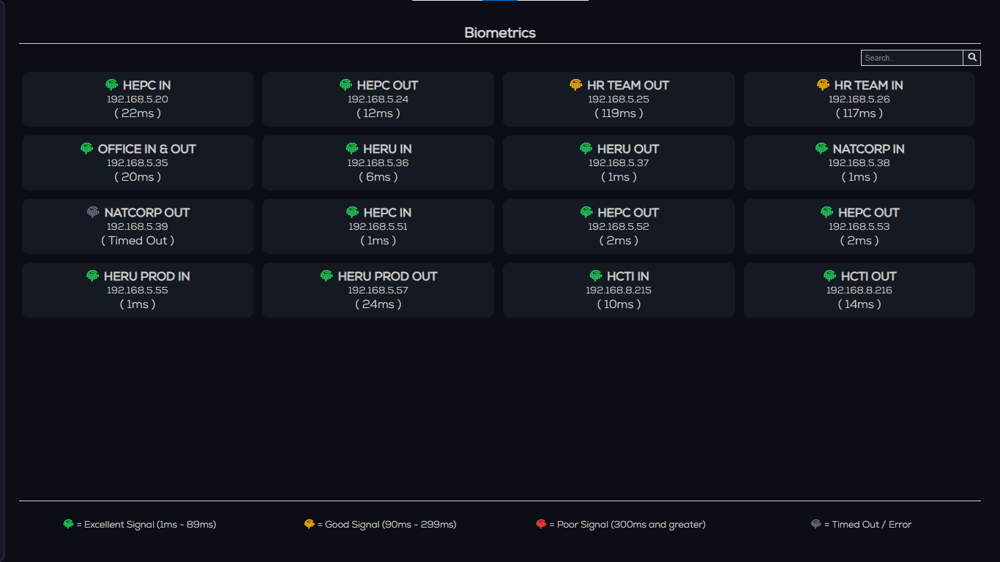 Biometrics
Search..
HEPC IN
192.168.5.20
( 22ms )
HEPC OUT
192.168.5.24
( 12ms )
HR TEAM OUT
192.168.5.25
( 119ms )
HR TEAM IN
192.168.5.26
( 117ms )
OFFICE IN & OUT
192.168.5.35
( 20ms )
HERU IN
192.168.5.36
( 6ms )
HERU OUT
192.168.5.37
( 1ms )
NATCORP IN
192.168.5.38
( 1ms )
NATCORP OUT
192.168.5.39
( Timed Out )
HEPC IN
192.168.5.51
( 1ms )
HEPC OUT
192.168.5.52
( 2ms )
HEPC OUT
192.168.5.53
( 2ms )
HERU PROD IN
192.168.5.55
( 1ms )
HERU PROD OUT
192.168.5.57
( 24ms )
HCTI IN
192.168.8.215
( 10ms )
HCTI OUT
192.168.8.216
( 14ms )
= Excellent Signal (1ms - 89ms)
= Good Signal (90ms - 299ms)
= Poor Signal (300ms and greater)
= Timed Out / Error